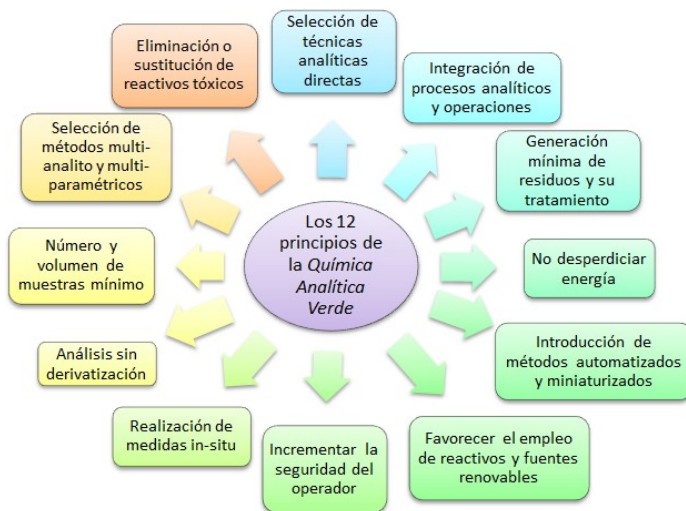 Selección de
técnicas
analíticas
directas
Integración de
procesos analíticos
y operaciones
Generación
mínima de
residuos y su
tratamiento
No desperdiciar
energía
Introducción de
métodos automatizados
y miniaturizados
Favorecer el empleo
de reactivos y fuentes
renovables
Incrementar la
seguridad del
operador
Realización de
medidas in-situ
Análisis sin
derivatización
Número y
volumen de
muestras mínimo
Selección de
métodos multi-
analito y multi-
paramétricos
Eliminación o
sustitución de
reactivos tóxicos
Los 12
principios de
la Química
Analítica
Verde